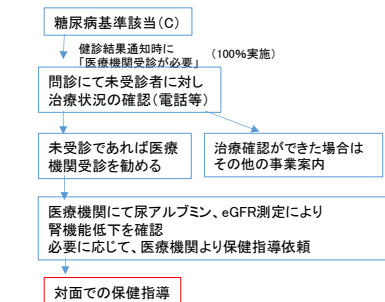 糖尿病基準該当(C)
健診結果通知時に
「医療機関受診が必要」
(100%実施)
問診にて未受診者に対し
治療状況の確認(電話等)
未受診であれば医療
機関受診を勧める
治療確認ができた場合は
その他の事業案内
医療機関にて尿アルブミン、eGFR測定により
腎機能低下を確認
必要に応じて、医療機関より保健指導依頼
対面での保健指導